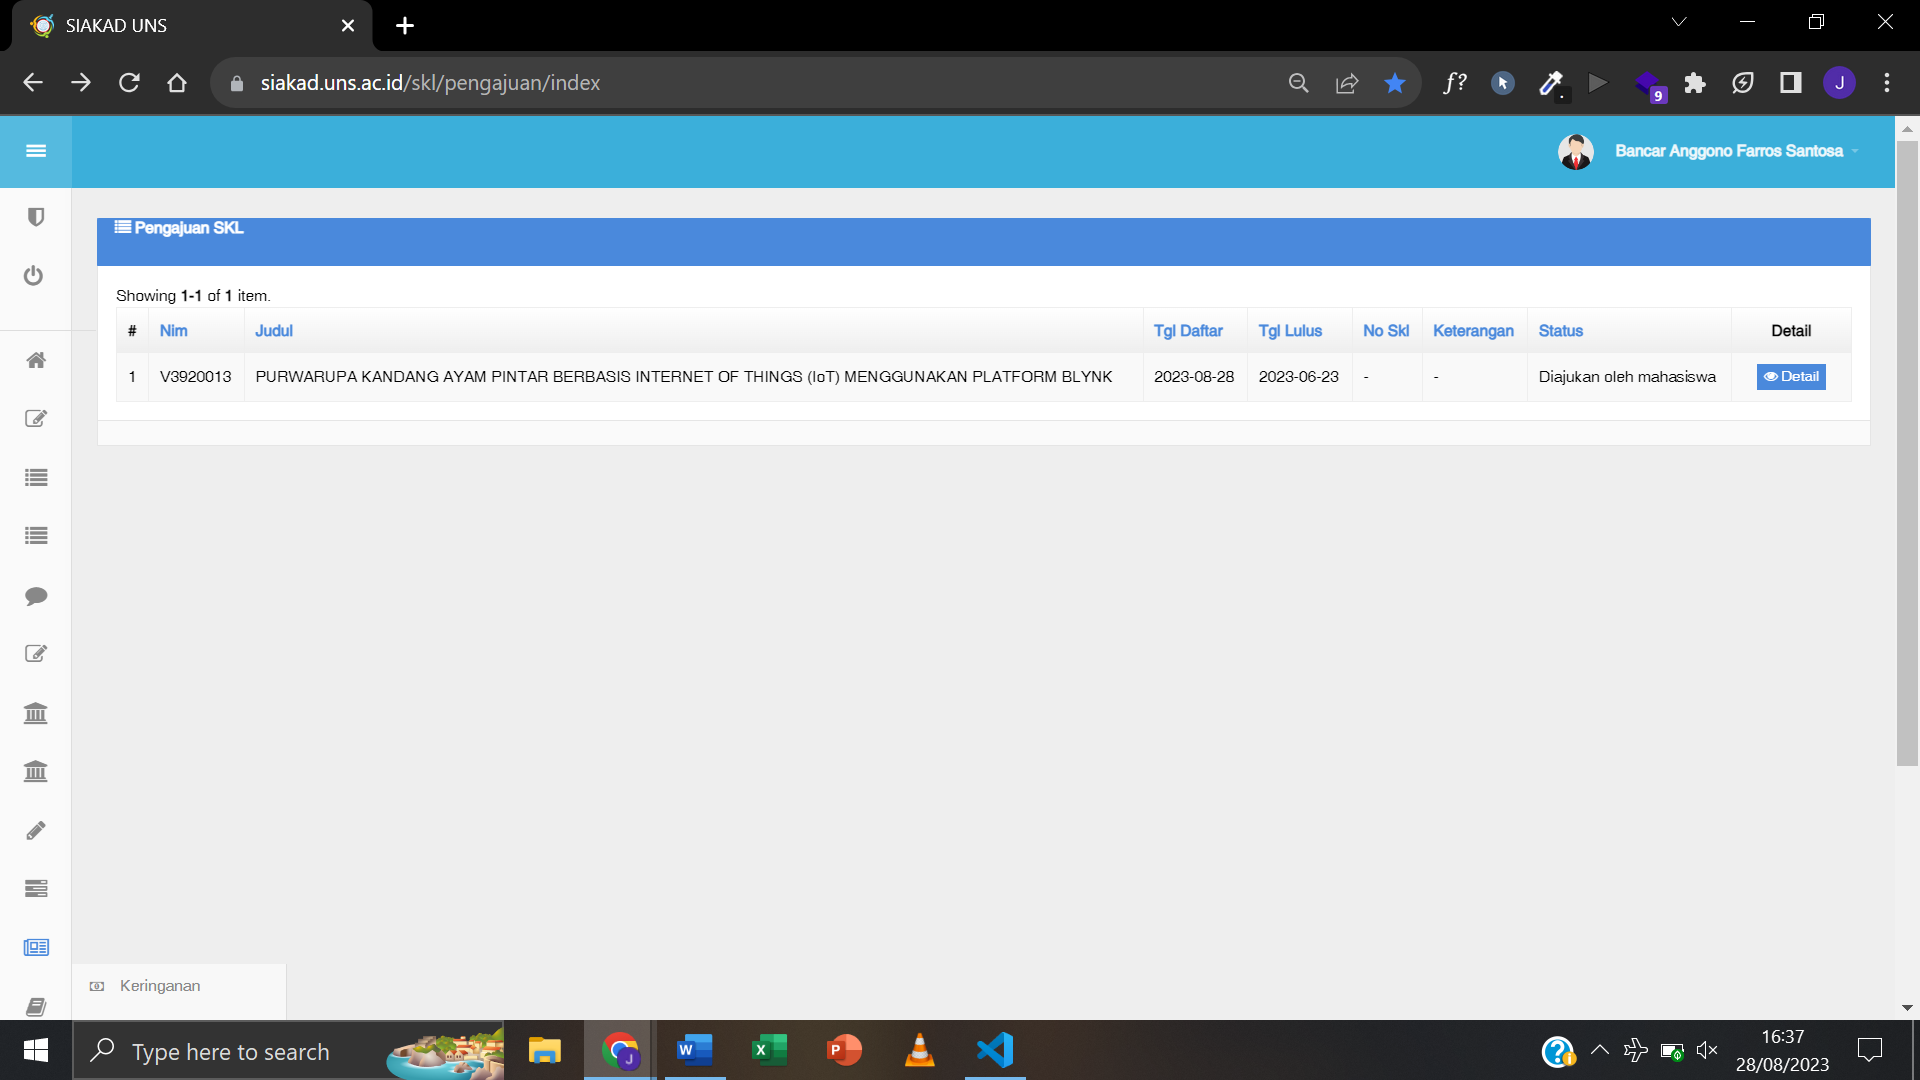 SIAKAD UNS
siakad.uns.ac.id/skl/pengajuan/index
f?
9
J
Bancar Anggono Farros Santosa
Pengajuan SKL
Showing 1-1 of 1 item.
# Nim Judul Tgl Daftar Tgl Lulus No Skl Keterangan Status Detail
1 V3920013 PURWARUPA KANDANG AYAM PINTAR BERBASIS INTERNET OF THINGS (IoT) MENGGUNAKAN PLATFORM BLYNK 2023-08-28 2023-06-23 - - Diajukan oleh mahasiswa Detail
Keringanan
Type here to search
J
W
X
P
16:37
28/08/2023